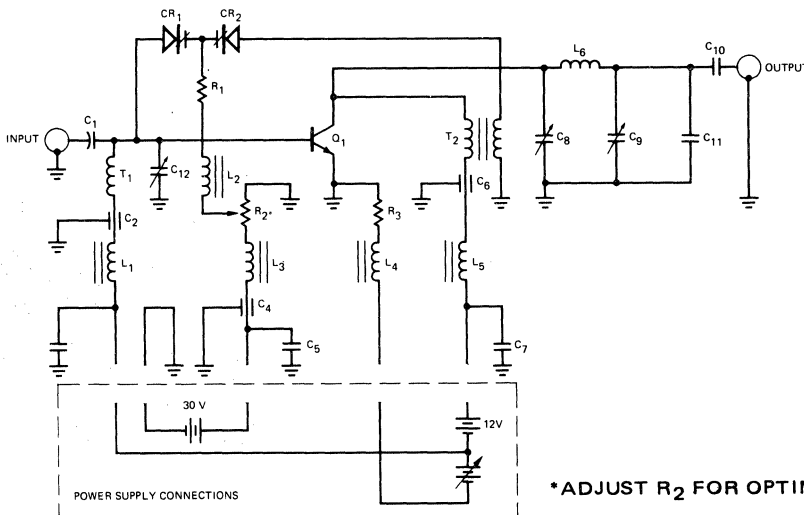 CR1 CR2
L6
C10
OUTPUT
R1
C1
INPUT
Q1
T2
C8
C9
C11
T1
C12
L2
C6
C2
R2*
R3
L1
L3
L4
L5
C4
C5
C7
30 V
12V
POWER SUPPLY CONNECTIONS
*ADJUST R2 FOR OPTI